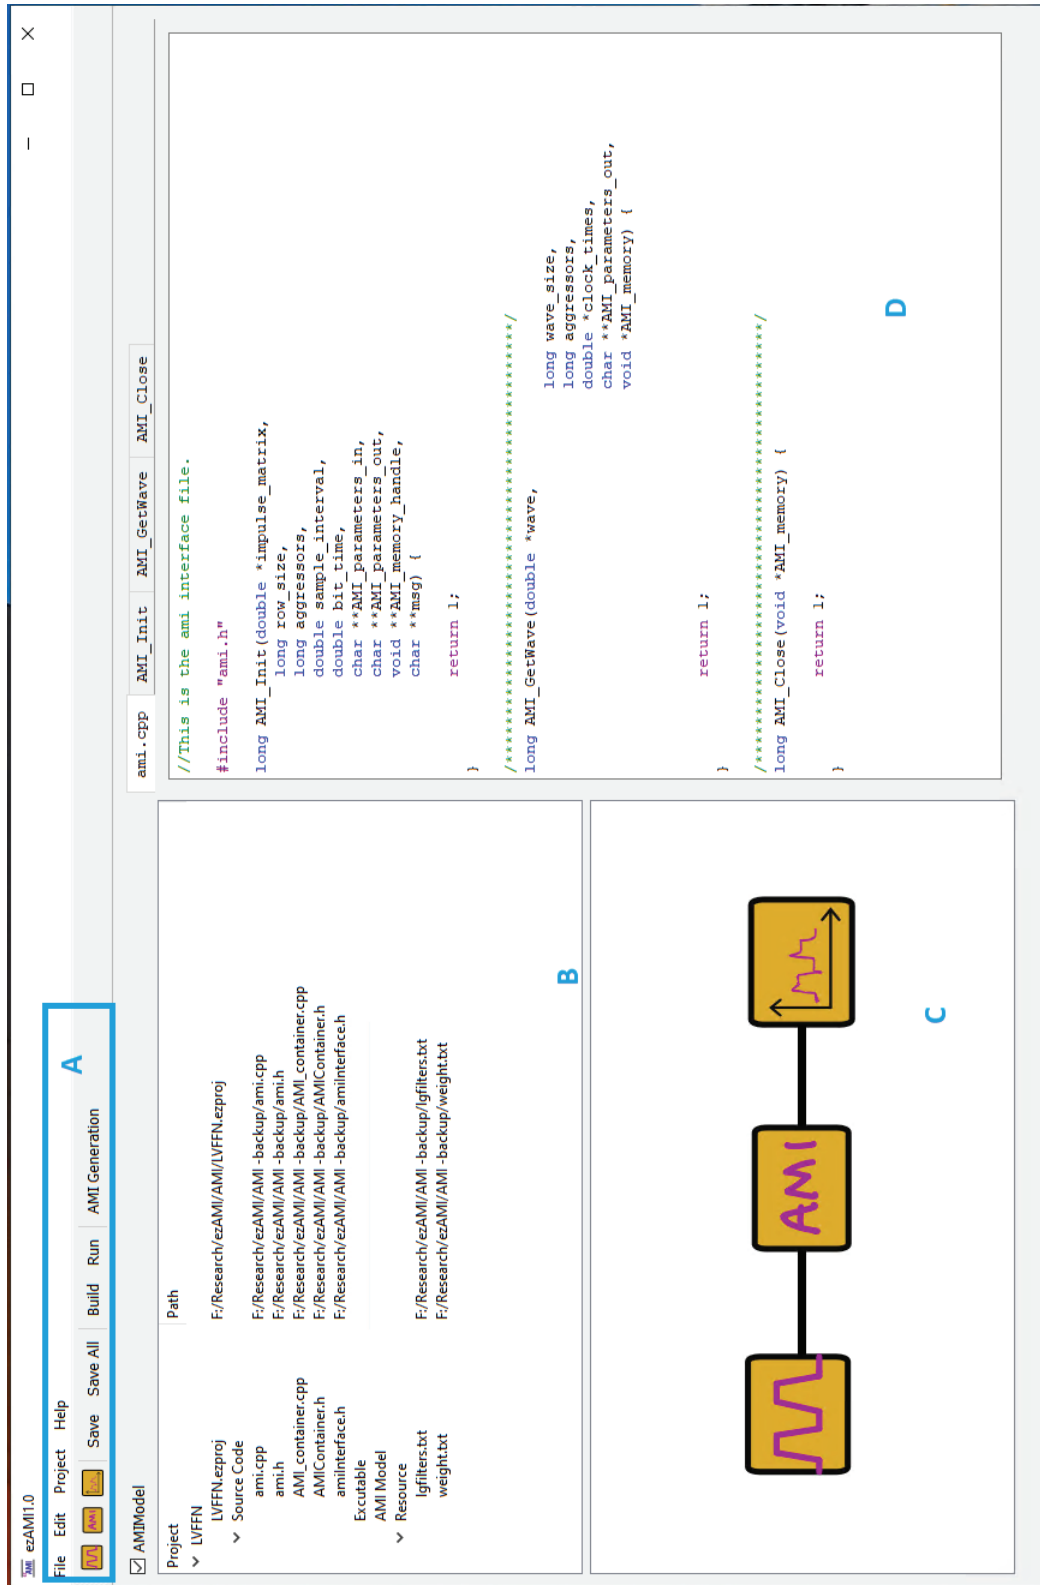 ezAMI1.0
File Edit Project Help
A
AMI Save Save All Build Run AMI Generation
AMIModel
Project Path
LVFFN
LVFFN.ezproj F:/Research/ezAMI/AMI/LVFFN.ezproj
Source Code
ami.cpp F:/Research/ezAMI/AMI -backup/ami.cpp
ami.h F:/Research/ezAMI/AMI -backup/ami.h
AMI_container.cpp F:/Research/ezAMI/AMI -backup/AMI_container.cpp
AMIContainer.h F:/Research/ezAMI/AMI -backup/AMIContainer.h
amiInterface.h F:/Research/ezAMI/AMI -backup/amiInterface.h
Excutable
AMI Model
Resource
lgfilters.txt F:/Research/ezAMI/AMI -backup/lgfilters.txt
weight.txt F:/Research/ezAMI/AMI -backup/weight.txt
B
AMI
C
ami.cpp AMI_Init AMI_GetWave AMI_Close
//This is the ami interface file.
#include "ami.h"
long AMI_Init(double *impulse_matrix,
long row_size,
long aggressors,
double sample_interval,
double bit_time,
char **AMI_parameters_in,
char **AMI_parameters_out,
void **AMI_memory_handle,
char **msg) {
return 1;
}
/****************************************/
long AMI_GetWave(double *wave,
long wave_size,
long aggressors,
double *clock_times,
char **AMI_parameters_out,
void *AMI_memory) {
return 1;
}
/****************************************/
long AMI_Close(void *AMI_memory) {
return 1;
}
D